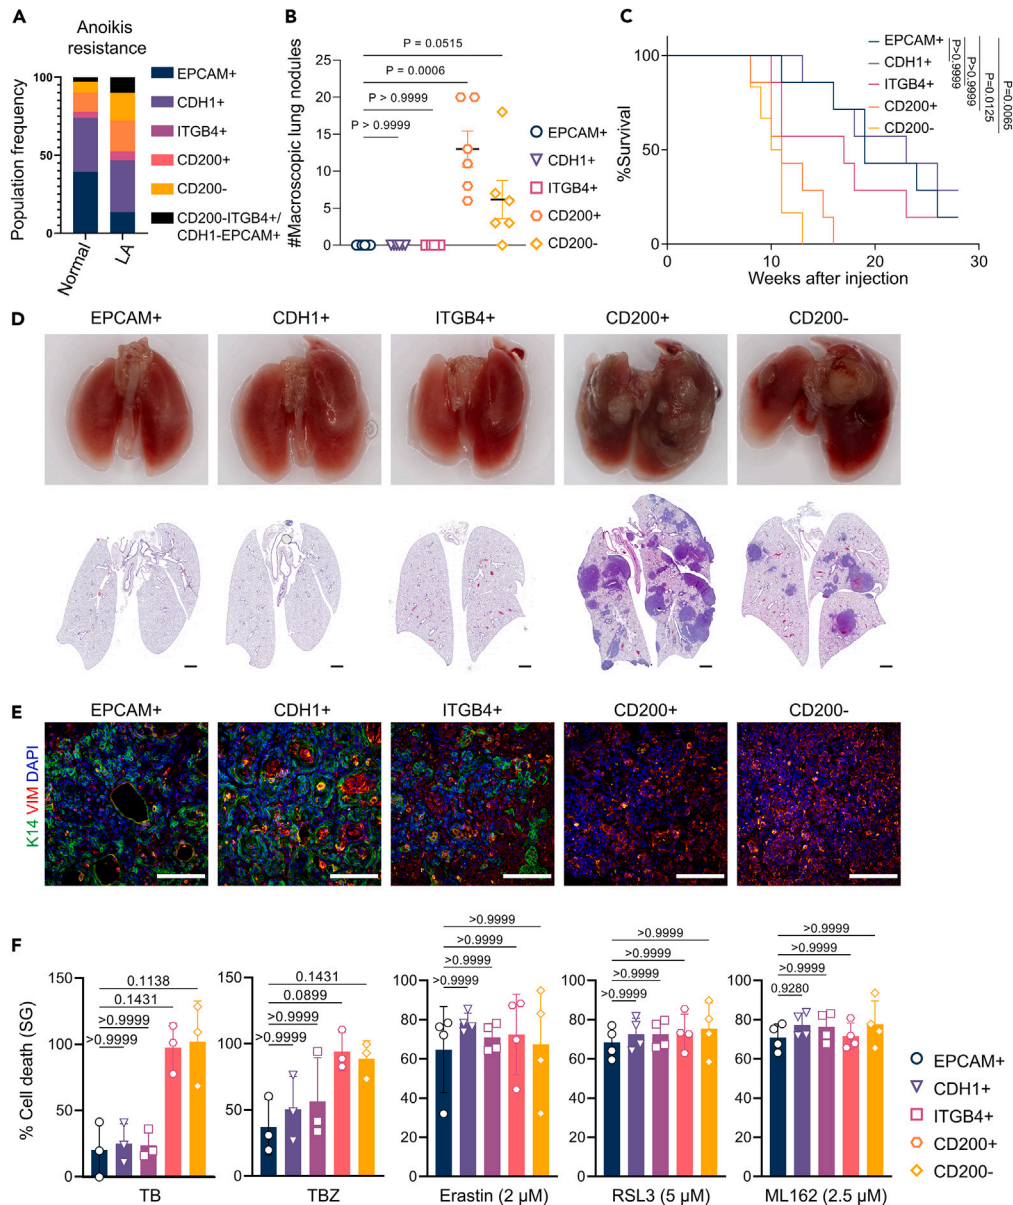 A
Anoikis
resistance
Population frequency
100
50
0
Normal
LA
EPCAM+
CDH1+
ITGB4+
CD200+
CD200-
CD200-ITGB4+/
CDH1-EPCAM+
B
#Macroscopic lung nodules
25
20
15
10
5
0
P = 0.0515
P = 0.0006
P > 0.9999
P > 0.9999
EPCAM+
CDH1+
ITGB4+
CD200+
CD200-
C
%Survival
100
50
0
0
10
20
30
Weeks after injection
EPCAM+
CDH1+
ITGB4+
CD200+
CD200-
P>0.9999
P>0.9999
P=0.0125
P=0.0065
D
EPCAM+
CDH1+
ITGB4+
CD200+
CD200-
E
EPCAM+
CDH1+
ITGB4+
CD200+
CD200-
K14 VIM DAPI
F
% Cell death (SG)
150
100
50
0
0.1138
0.1431
>0.9999
>0.9999
TB
150
100
50
0
0.1431
0.0899
>0.9999
>0.9999
TBZ
100
80
60
40
20
0
>0.9999
>0.9999
>0.9999
>0.9999
Erastin (2 µM)
100
80
60
40
20
0
>0.9999
>0.9999
>0.9999
>0.9999
RSL3 (5 µM)
100
80
60
40
20
0
>0.9999
>0.9999
>0.9999
0.9280
ML162 (2.5 µM)
EPCAM+
CDH1+
ITGB4+
CD200+
CD200-